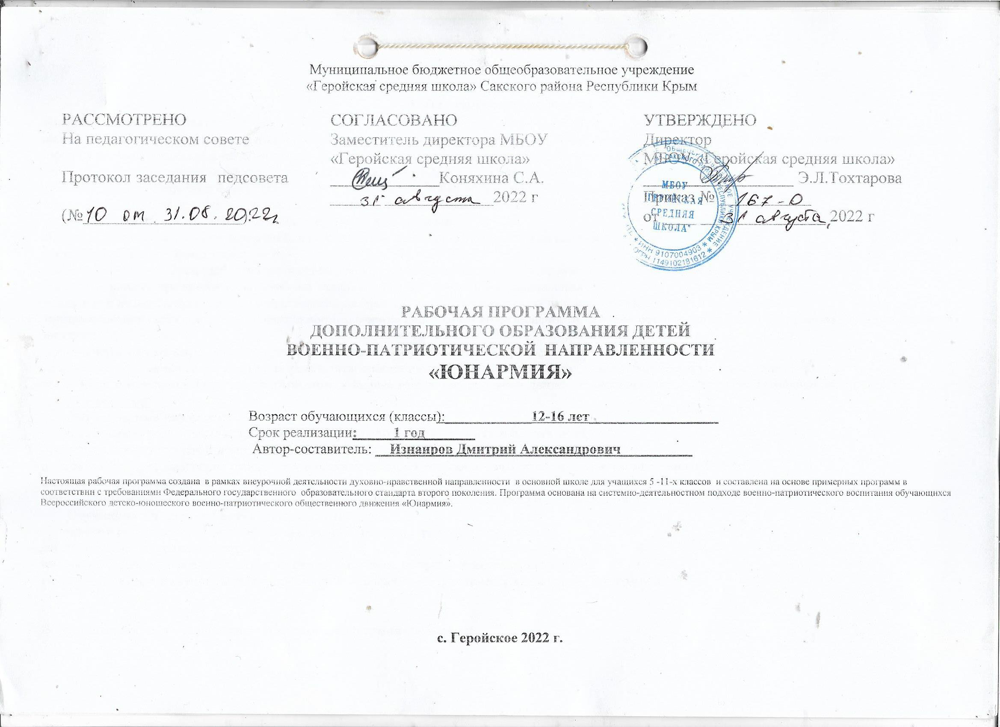 Муниципальное бюджетное общеобразовательное учреждение
«Геройская средняя школа» Сакского района Республики Крым
РАССМОТРЕНО
На педагогическом совете
Протокол заседания педсовета
(№10 от 31.08.2022г.)
СОГЛАСОВАНО
Заместитель директора МБОУ
«Геройская средняя школа»
Коняхина С.А.
31 августа 2022 г
УТВЕРЖДЕНО
Директор
МБОУ «Геройская средняя школа»
Э.Л.Тохтарова
Приказ № 167-О
от 31 августа 2022 г
МБОУ
СРЕДНЯЯ
ШКОЛА"
* ИНН 9107004903 *
ОГРН 1149102181612 *
РАБОЧАЯ ПРОГРАММА
ДОПОЛНИТЕЛЬНОГО ОБРАЗОВАНИЯ ДЕТЕЙ
ВОЕННО-ПАТРИОТИЧЕСКОЙ НАПРАВЛЕННОСТИ
«ЮНАРМИЯ»
Возраст обучающихся (классы): 12-16 лет
Срок реализации: 1 год
Автор-составитель: Изнаиров Дмитрий Александрович
Настоящая рабочая программа создана в рамках внеурочной деятельности духовно-нравственной направленности в основной школе для учащихся 5 -11-х классов и составлена на основе примерных программ в
соответствии с требованиями Федерального государственного образовательного стандарта второго поколения. Программа основана на системно-деятельностном подходе военно-патриотического воспитания обучающихся
Всероссийского детско-юношеского военно-патриотического общественного движения «Юнармия».
с. Геройское 2022 г.